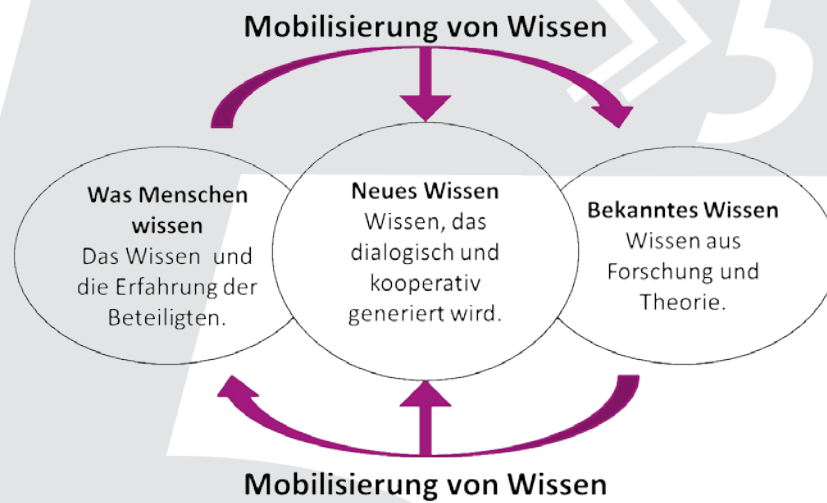 Mobilisierung von Wissen
5
Was Menschen
wissen
Das Wissen und
die Erfahrung der
Beteiligten.
Neues Wissen
Wissen, das
dialogisch und
kooperativ
generiert wird.
Bekanntes Wissen
Wissen aus
Forschung und
Theorie.
Mobilisierung von Wissen